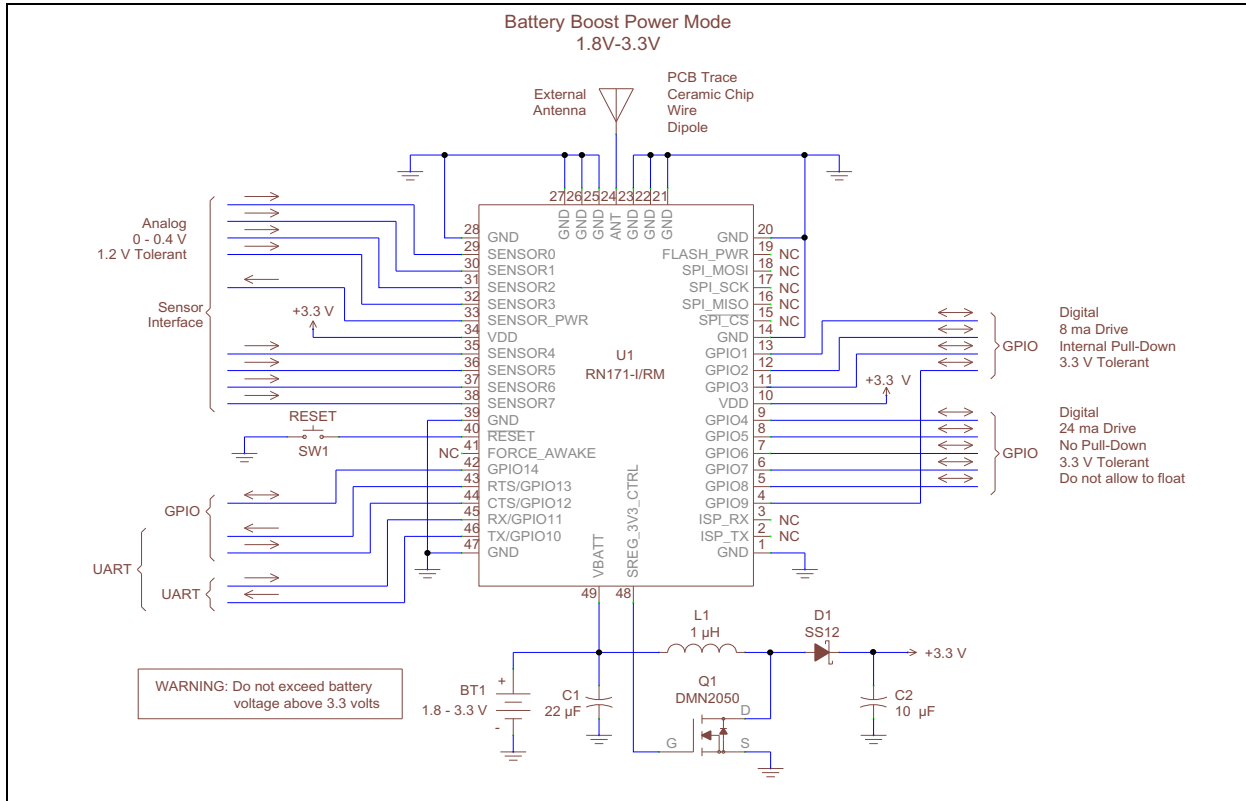 Battery Boost Power Mode
1.8V-3.3V
External
Antenna
PCB Trace
Ceramic Chip
Wire
Dipole
27 26 25 24 23 22 21
GND
GND
GND
ANT
GND
GND
GND
Analog
0 - 0.4 V
1.2 V Tolerant
Sensor
Interface
+3.3 V
28 GND
29 SENSOR0
30 SENSOR1
31 SENSOR2
32 SENSOR3
33 SENSOR_PWR
34 VDD
35 SENSOR4
36 SENSOR5
37 SENSOR6
38 SENSOR7
39 GND
40 RESET
41 FORCE_AWAKE
NC
42 GPIO14
43 RTS/GPIO13
44 CTS/GPIO12
45 RX/GPIO11
46 TX/GPIO10
47 GND
RESET
SW1
GPIO
UART
UART
U1
RN171-I/RM
GND 20
FLASH_PWR 19 NC
SPI_MOSI 18 NC
SPI_SCK 17 NC
SPI_MISO 16 NC
SPI_CS 15 NC
GND 14
GPIO1 13
GPIO2 12
GPIO3 11
VDD 10
GPIO4 9
GPIO5 8
GPIO6 7
GPIO7 6
GPIO8 5
GPIO9 4
ISP_RX 3 NC
ISP_TX 2 NC
GND 1
+3.3 V
GPIO
Digital
8 ma Drive
Internal Pull-Down
3.3 V Tolerant
GPIO
Digital
24 ma Drive
No Pull-Down
3.3 V Tolerant
Do not allow to float
VBATT
SREG_3V3_CTRL
49 48
L1
1 µH
D1
SS12
+3.3 V
Q1
DMN2050
D
G
S
+
BT1
1.8 - 3.3 V
-
C1
22 µF
C2
10 µF
WARNING: Do not exceed battery
voltage above 3.3 volts